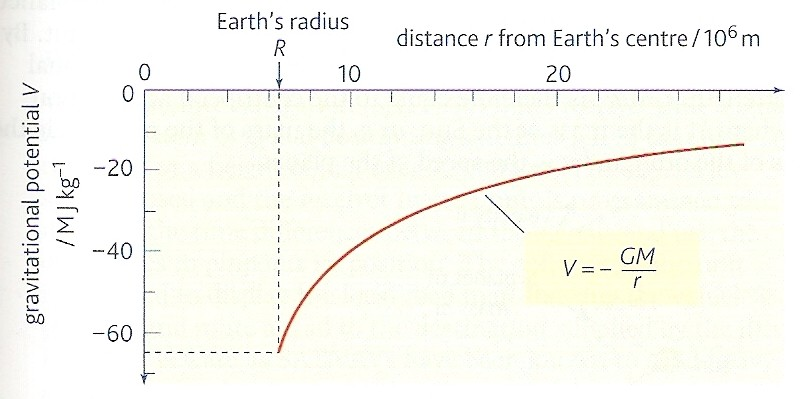 Earth's radius
R
distance r from Earth's centre / 10⁶ m
0
10
20
gravitational potential V
/ MJ kg⁻¹
0
−20
−40
−60
V = − GM
r